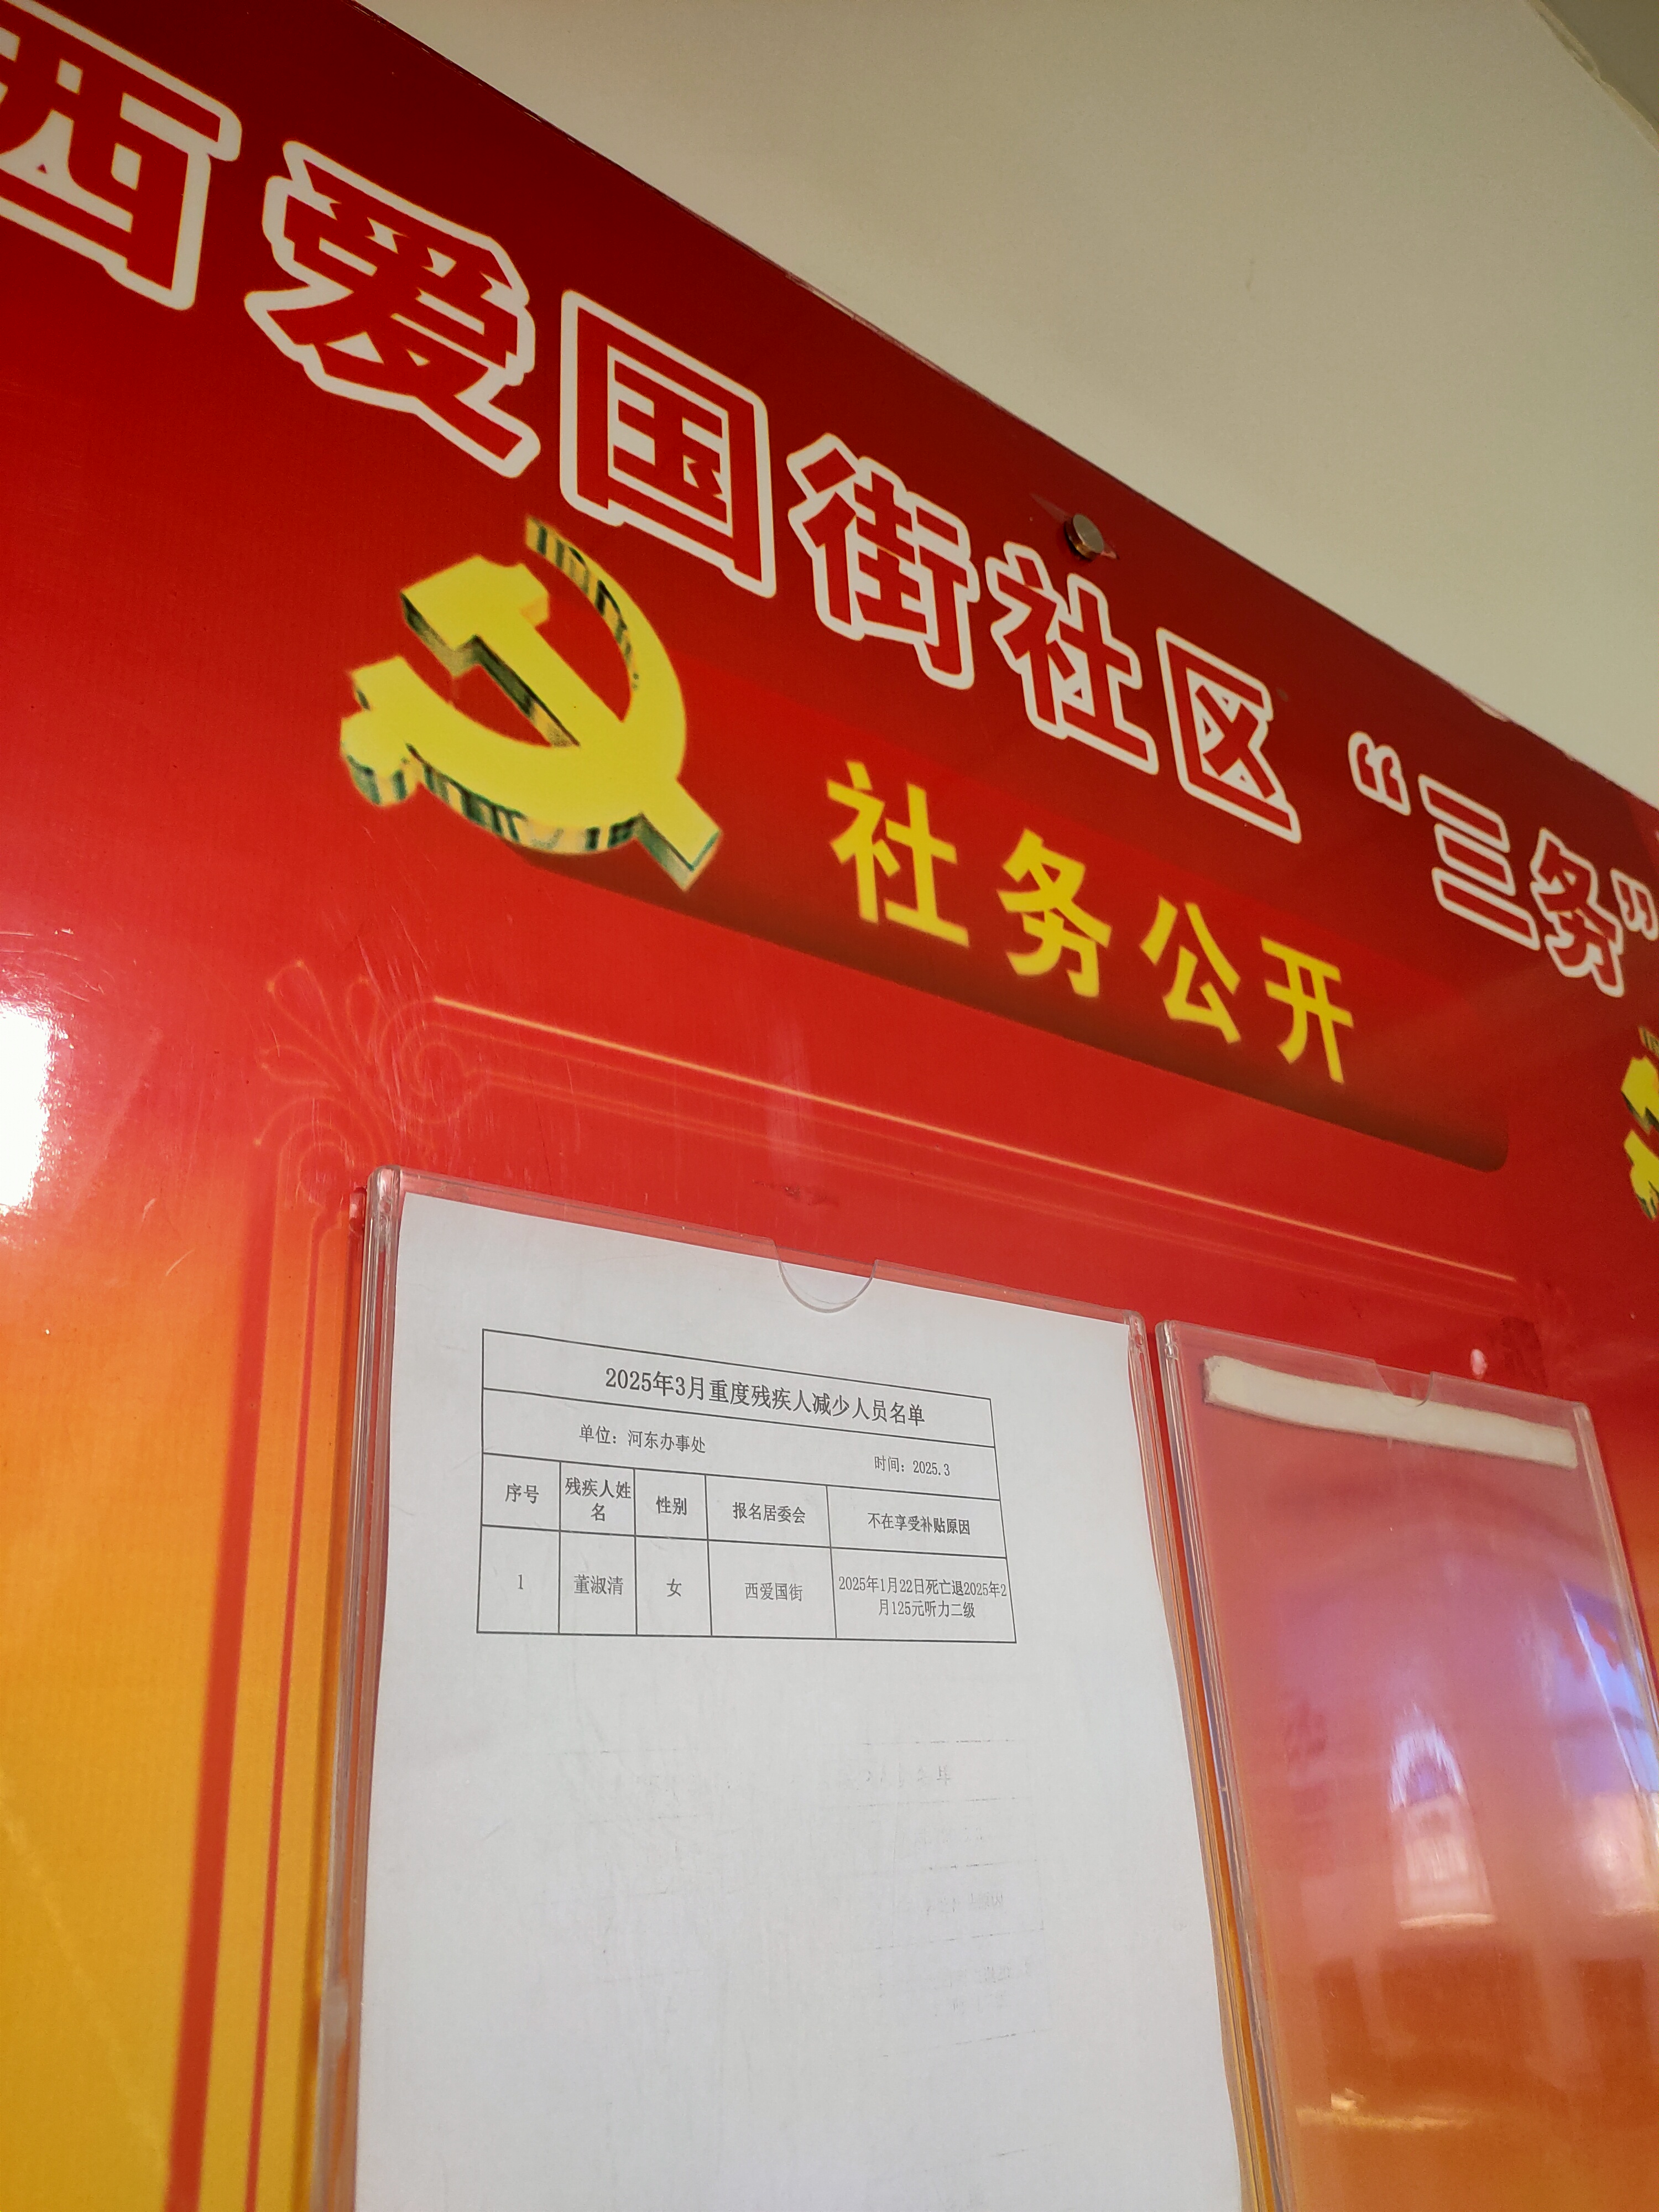 西爱国街社区“三务”
社务公开
2025年3月重度残疾人减少人员名单
单位：河东办事处 时间：2025.3
序号 残疾人姓名 性别 报名居委会 不在享受补贴原因
1 董淑清 女 西爱国街 2025年1月22日死亡退2025年2
月125元听力二级